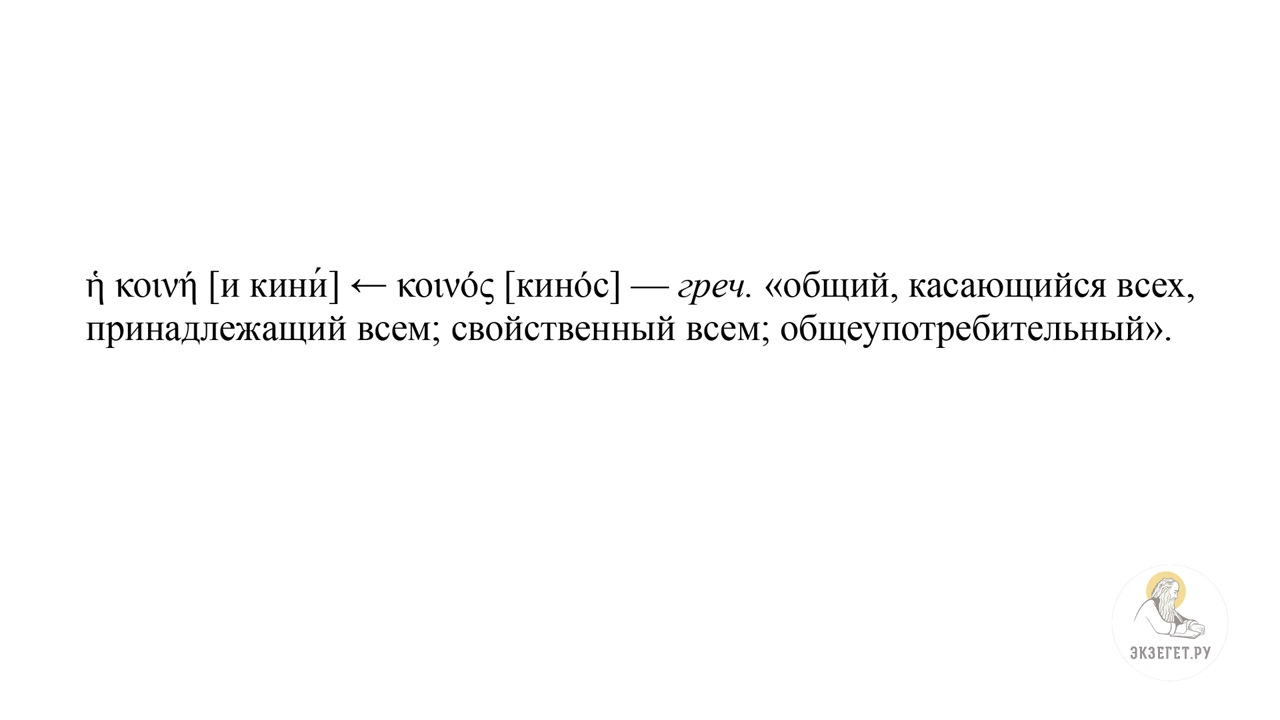 ἡ κοινή [и кини́] ← κοινός [кино́с] — греч. «общий, касающийся всех,
принадлежащий всем; свойственный всем; общеупотребительный».
ЭКЗЕГЕТ.РУ